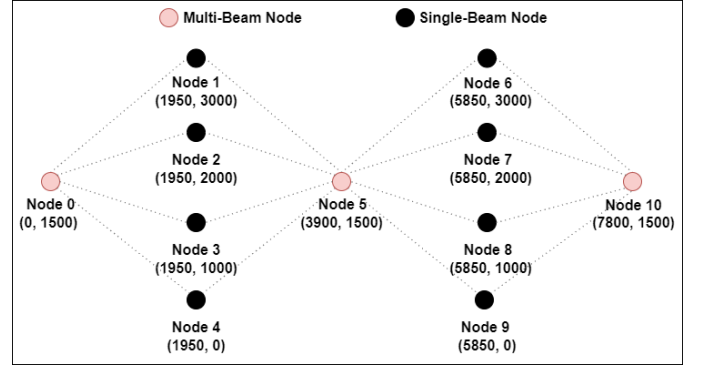 Multi-Beam Node
Single-Beam Node
Node 1
(1950, 3000)
Node 6
(5850, 3000)
Node 2
(1950, 2000)
Node 7
(5850, 2000)
Node 0
(0, 1500)
Node 5
(3900, 1500)
Node 10
(7800, 1500)
Node 3
(1950, 1000)
Node 8
(5850, 1000)
Node 4
(1950, 0)
Node 9
(5850, 0)